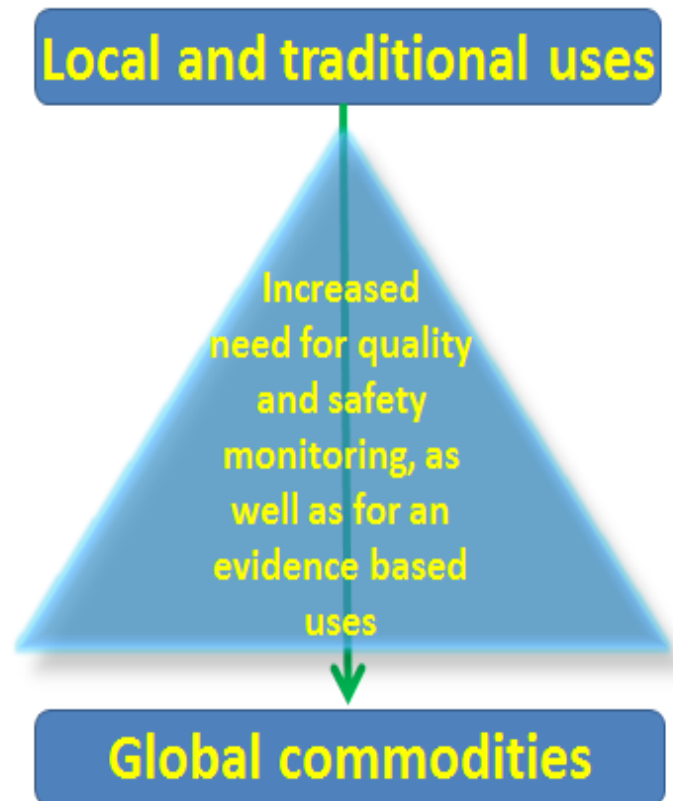 Local and traditional uses
Increased
need for quality
and safety
monitoring, as
well as for an
evidence based
uses
Global commodities